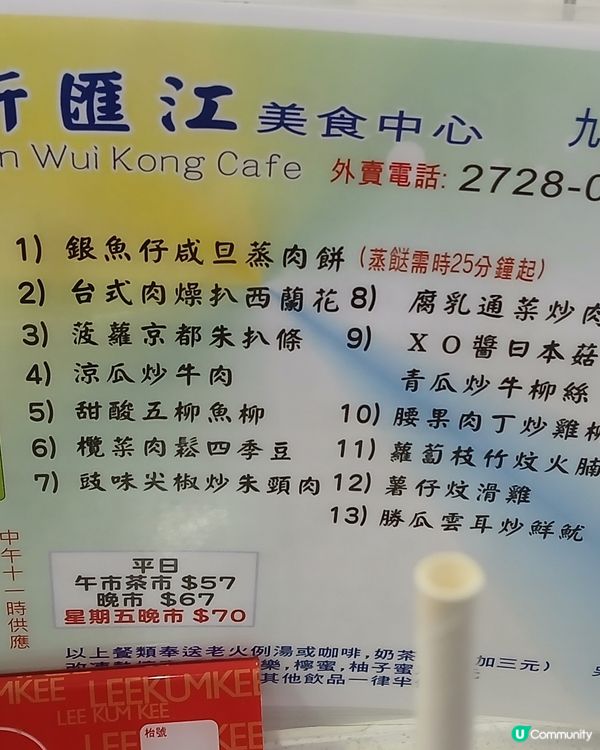 新匯江美食中心 九
n Wui Kong Cafe 外賣電話: 2728-0
1) 銀魚仔咸旦蒸肉餅 (蒸餸需時25分鐘起)
2) 台式肉燥扒西蘭花
3) 菠蘿京都朱扒條
4) 涼瓜炒牛肉
5) 甜酸五柳魚柳
6) 欖菜肉鬆四季豆
7) 豉味尖椒炒朱頸肉
8) 腐乳通菜炒肉
9) XO醬日本菇
青瓜炒牛柳絲
10) 腰果肉丁炒雞柳
11) 蘿蔔枝竹炆火腩
12) 薯仔炆滑雞
13) 勝瓜雲耳炒鮮魷
中午十一時供應
平日
午市茶市 $57
晚市 $67
星期五晚市 $70
以上餐類奉送老火例湯或咖啡,奶茶
樂,檸蜜,柚子蜜 加三元)
其他飲品一律半
UMKEE LEEKUMKEE
LEE KUM KEE
枱號
U Community